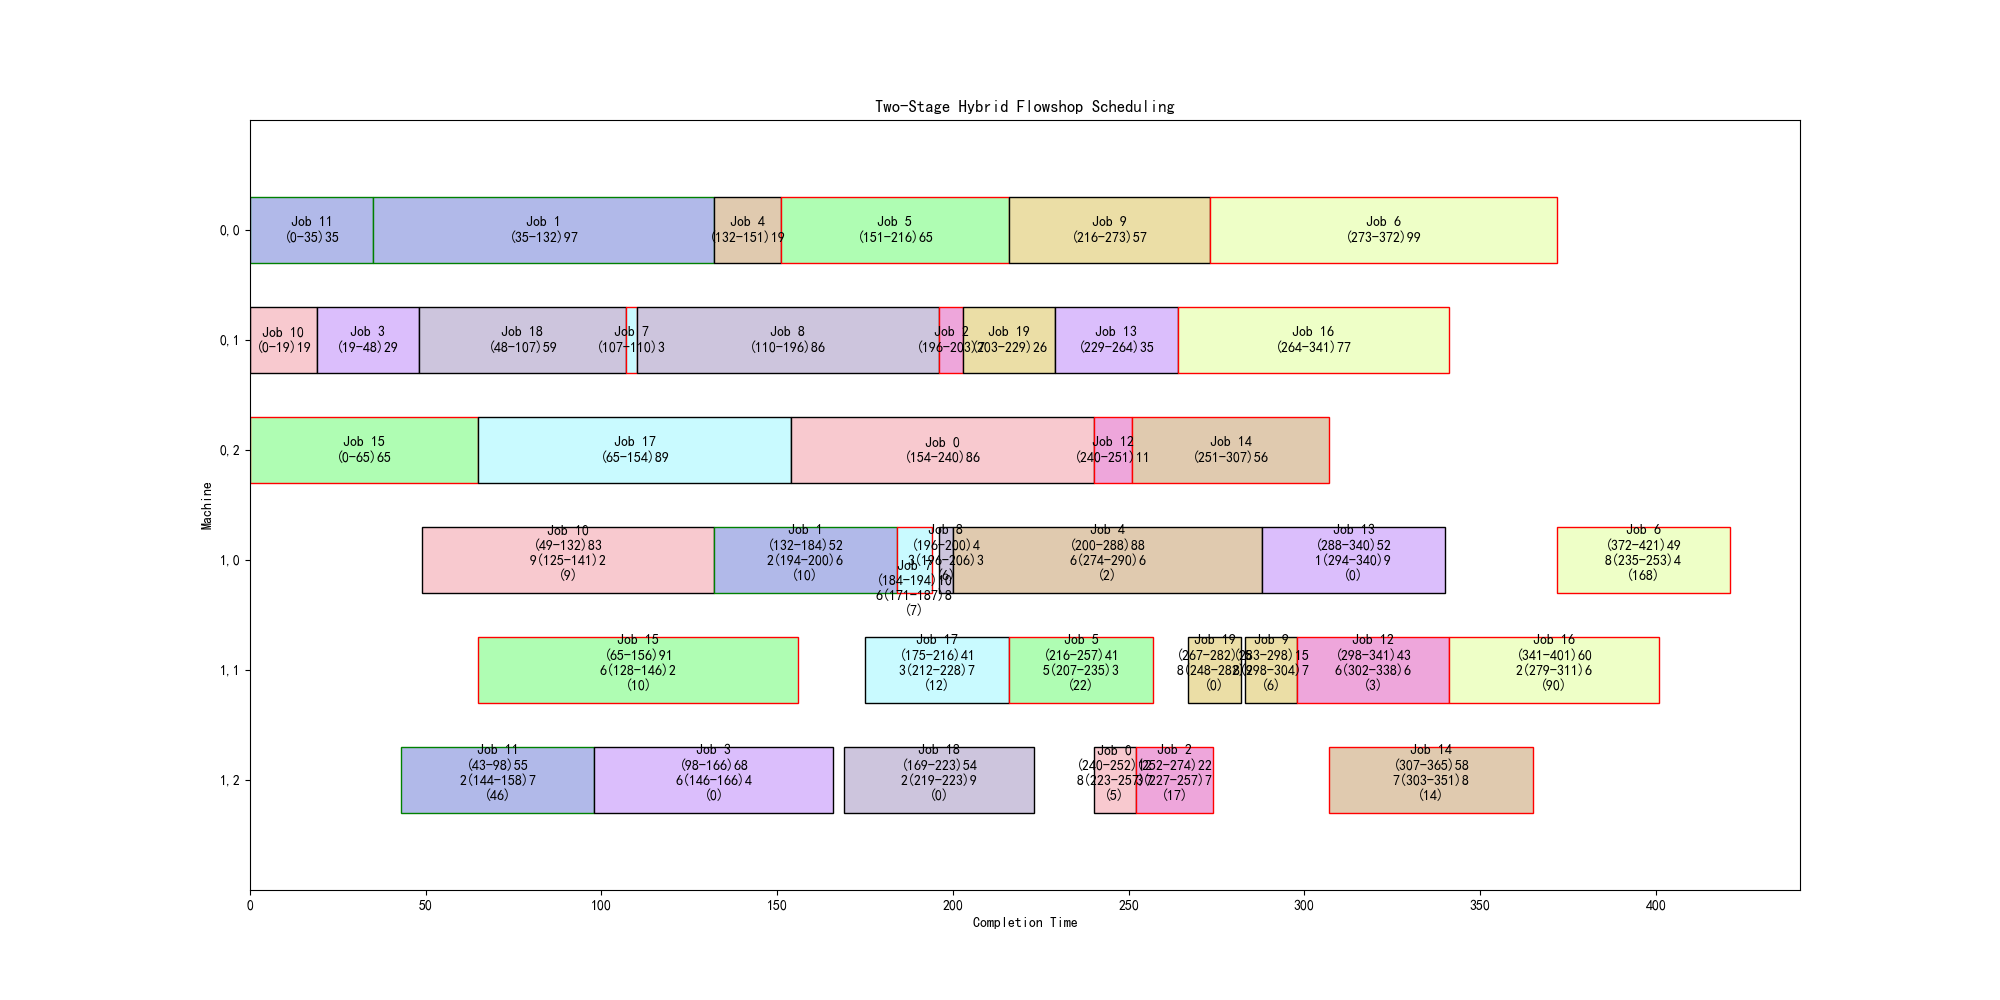 Two-Stage Hybrid Flowshop Scheduling
Machine
0,0
Job 11
(0-35)35
Job 1
(35-132)97
Job 4
(132-151)19
Job 5
(151-216)65
Job 9
(216-273)57
Job 6
(273-372)99
0,1
Job 10
(0-19)19
Job 3
(19-48)29
Job 18
(48-107)59
Job 7
(107-110)3
Job 8
(110-196)86
Job 2
(196-203)7
Job 19
(203-229)26
Job 13
(229-264)35
Job 16
(264-341)77
0,2
Job 15
(0-65)65
Job 17
(65-154)89
Job 0
(154-240)86
Job 12
(240-251)11
Job 14
(251-307)56
1,0
Job 10
(49-132)83
9(125-141)2
(9)
Job 1
(132-184)52
2(194-200)6
(10)
Job 7
(184-194)10
6(171-187)8
(7)
Job 8
(196-200)4
3(196-206)3
(6)
Job 4
(200-288)88
6(274-290)6
(2)
Job 13
(288-340)52
1(294-340)9
(0)
Job 6
(372-421)49
8(235-253)4
(168)
1,1
Job 15
(65-156)91
6(128-146)2
(10)
Job 17
(175-216)41
3(212-228)7
(12)
Job 5
(216-257)41
5(207-235)3
(22)
Job 19
(267-282)15
8(248-282)
(0)
Job 9
(283-298)15
(298-304)7
(6)
Job 12
(298-341)43
6(302-338)6
(3)
Job 16
(341-401)60
2(279-311)6
(90)
1,2
Job 11
(43-98)55
2(144-158)7
(46)
Job 3
(98-166)68
6(146-166)4
(0)
Job 18
(169-223)54
2(219-223)9
(0)
Job 0
(240-252)12
8(223-257)
(5)
Job 2
(252-274)22
(227-257)7
(17)
Job 14
(307-365)58
7(303-351)8
(14)
0
50
100
150
200
250
300
350
400
Completion Time